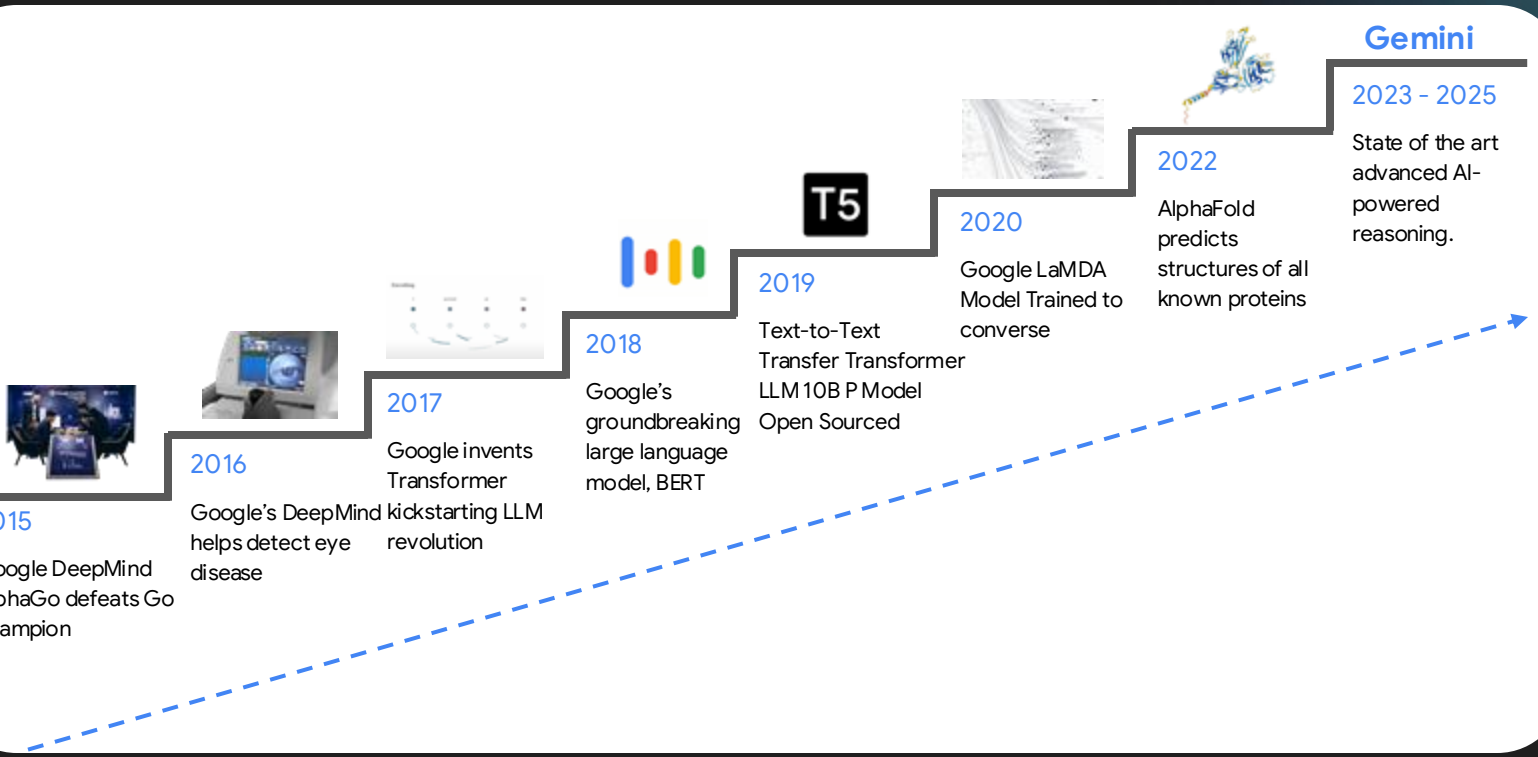 Gemini
2023 - 2025
State of the art
advanced AI-
powered
reasoning.
2022
AlphaFold
predicts
structures of all
known proteins
2020
Google LaMDA
Model Trained to
converse
T5
2019
Text-to-Text
Transfer Transformer
LLM 10B P Model
Open Sourced
2018
Google’s
groundbreaking
large language
model, BERT
2017
Google invents
Transformer
kickstarting LLM
revolution
2016
Google’s DeepMind
helps detect eye
disease
015
oogle DeepMind
phaGo defeats Go
ampion